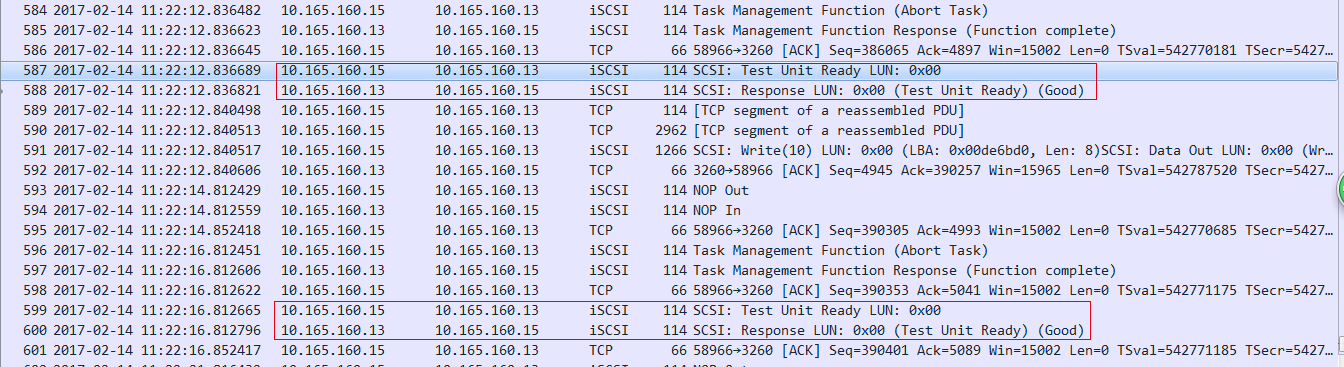 584 2017-02-14 11:22:12.836482 10.165.160.15 10.165.160.13 iSCSI 114 Task Management Function (Abort Task)
585 2017-02-14 11:22:12.836623 10.165.160.13 10.165.160.15 iSCSI 114 Task Management Function Response (Function complete)
586 2017-02-14 11:22:12.836645 10.165.160.15 10.165.160.13 TCP 66 58966→3260 [ACK] Seq=386065 Ack=4897 Win=15002 Len=0 TSval=542770181 TSecr=5427…
587 2017-02-14 11:22:12.836689 10.165.160.15 10.165.160.13 iSCSI 114 SCSI: Test Unit Ready LUN: 0x00
588 2017-02-14 11:22:12.836821 10.165.160.13 10.165.160.15 iSCSI 114 SCSI: Response LUN: 0x00 (Test Unit Ready) (Good)
589 2017-02-14 11:22:12.840498 10.165.160.15 10.165.160.13 TCP 114 [TCP segment of a reassembled PDU]
590 2017-02-14 11:22:12.840513 10.165.160.15 10.165.160.13 TCP 2962 [TCP segment of a reassembled PDU]
591 2017-02-14 11:22:12.840517 10.165.160.15 10.165.160.13 iSCSI 1266 SCSI: Write(10) LUN: 0x00 (LBA: 0x00de6bd0, Len: 8)SCSI: Data Out LUN: 0x00 (Wr…
592 2017-02-14 11:22:12.840606 10.165.160.13 10.165.160.15 TCP 66 3260→58966 [ACK] Seq=4945 Ack=390257 Win=15965 Len=0 TSval=542787520 TSecr=5427…
593 2017-02-14 11:22:14.812429 10.165.160.15 10.165.160.13 iSCSI 114 NOP Out
594 2017-02-14 11:22:14.812559 10.165.160.13 10.165.160.15 iSCSI 114 NOP In
595 2017-02-14 11:22:14.852418 10.165.160.15 10.165.160.13 TCP 66 58966→3260 [ACK] Seq=390305 Ack=4993 Win=15002 Len=0 TSval=542770685 TSecr=5427…
596 2017-02-14 11:22:16.812451 10.165.160.15 10.165.160.13 iSCSI 114 Task Management Function (Abort Task)
597 2017-02-14 11:22:16.812606 10.165.160.13 10.165.160.15 iSCSI 114 Task Management Function Response (Function complete)
598 2017-02-14 11:22:16.812622 10.165.160.15 10.165.160.13 TCP 66 58966→3260 [ACK] Seq=390353 Ack=5041 Win=15002 Len=0 TSval=542771175 TSecr=5427…
599 2017-02-14 11:22:16.812665 10.165.160.15 10.165.160.13 iSCSI 114 SCSI: Test Unit Ready LUN: 0x00
600 2017-02-14 11:22:16.812796 10.165.160.13 10.165.160.15 iSCSI 114 SCSI: Response LUN: 0x00 (Test Unit Ready) (Good)
601 2017-02-14 11:22:16.852417 10.165.160.15 10.165.160.13 TCP 66 58966→3260 [ACK] Seq=390401 Ack=5089 Win=15002 Len=0 TSval=542771185 TSecr=5427…